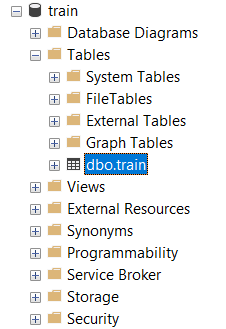 train
Database Diagrams
Tables
System Tables
FileTables
External Tables
Graph Tables
dbo.train
Views
External Resources
Synonyms
Programmability
Service Broker
Storage
Security